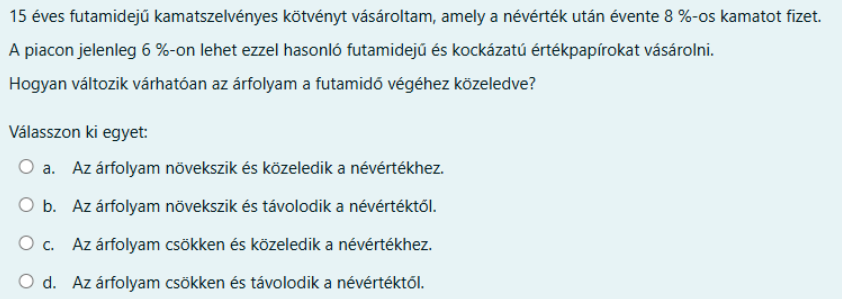 15 éves futamidejű kamatszelvényes kötvényt vásároltam, amely a névérték után évente 8 %-os kamatot fizet.
A piacon jelenleg 6 %-on lehet ezzel hasonló futamidejű és kockázatú értékpapírokat vásárolni.
Hogyan változik várhatóan az árfolyam a futamidő végéhez közeledve?
Válasszon ki egyet:
a. Az árfolyam növekszik és közeledik a névértékhez.
b. Az árfolyam növekszik és távolodik a névértéktől.
c. Az árfolyam csökken és közeledik a névértékhez.
d. Az árfolyam csökken és távolodik a névértéktől.